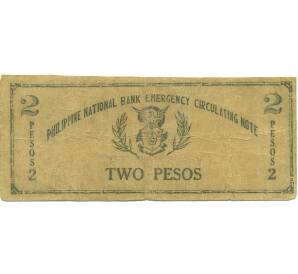 2 2
PHILIPPINE NATIONAL BANK EMERGENCY CIRCULATING NOTE
PESOS PESOS
TWO PESOS
2 2